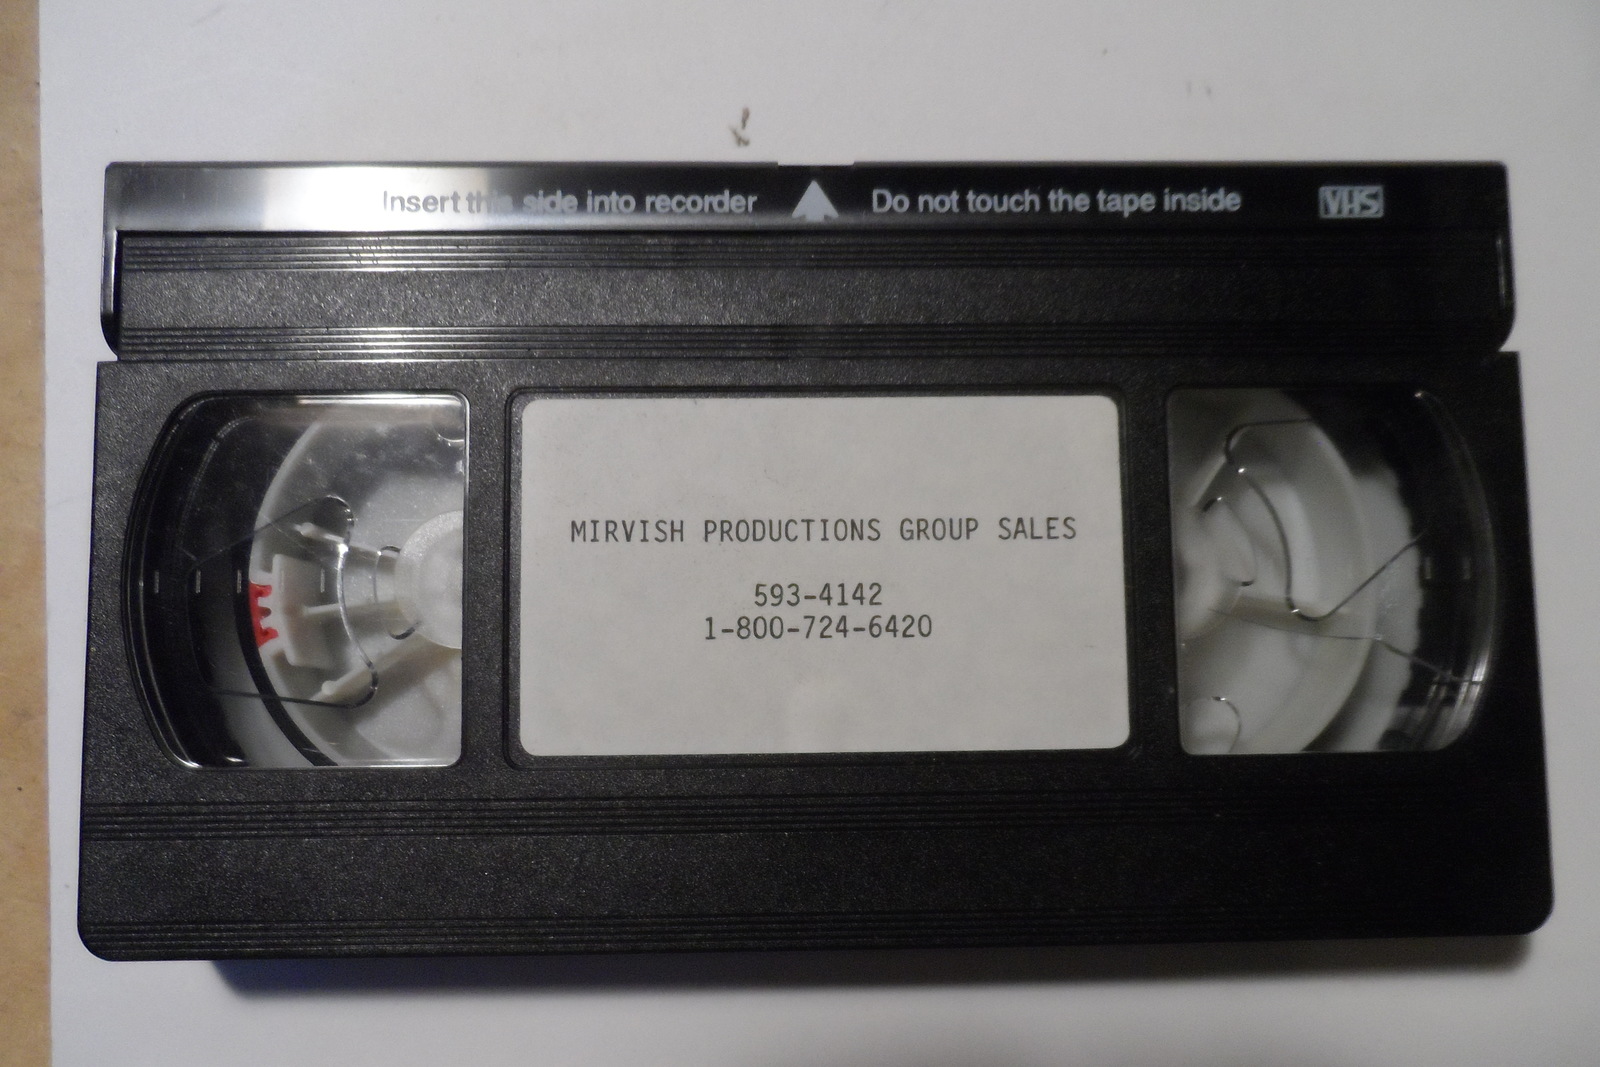 Insert this side into recorder Do not touch the tape inside VHS
MIRVISH PRODUCTIONS GROUP SALES
593-4142
1-800-724-6420